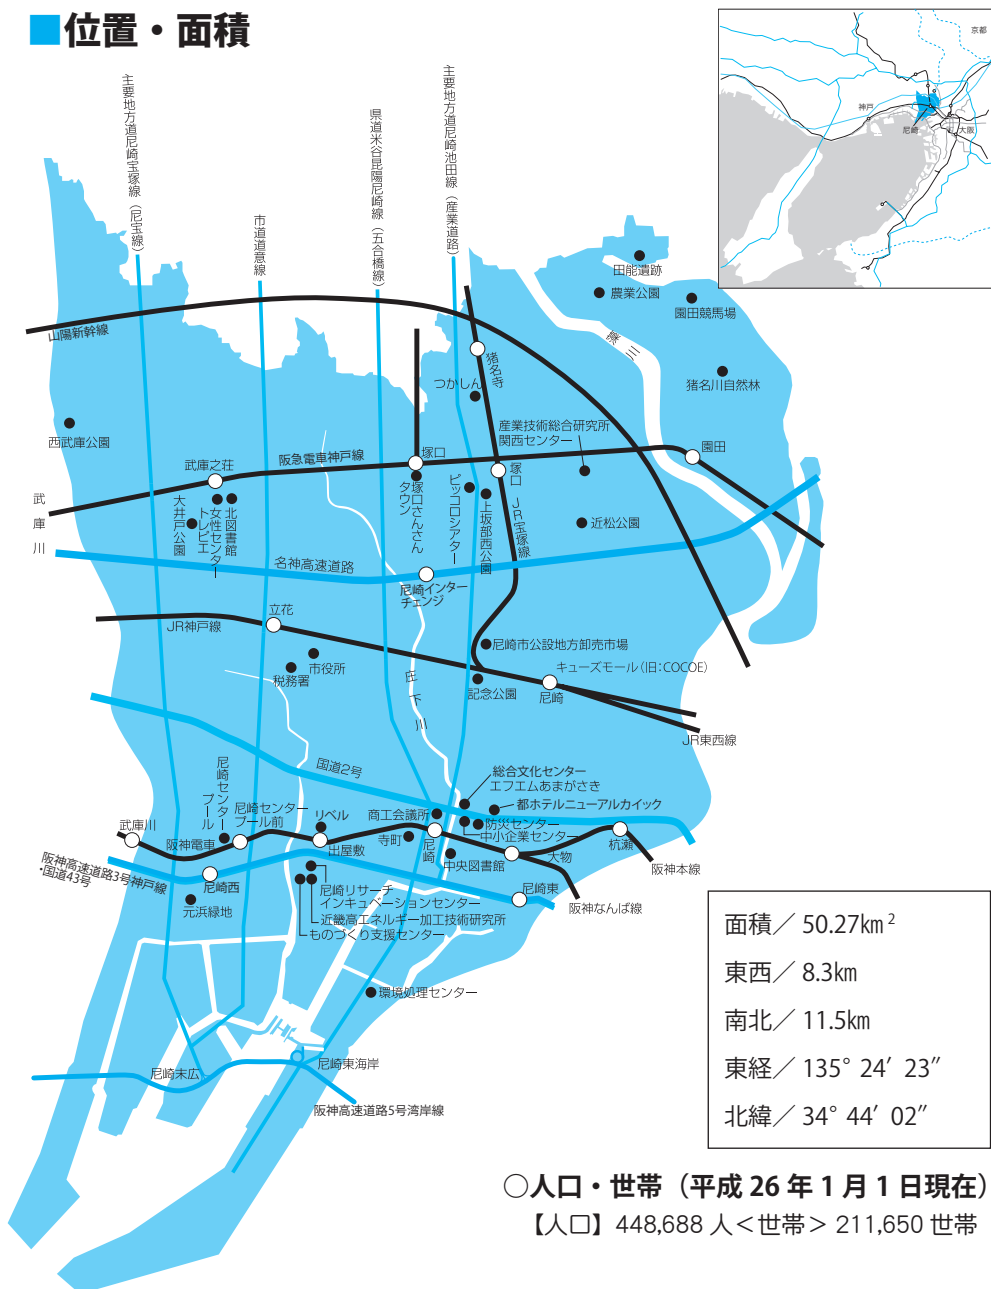 ■位置・面積
京都
神戸
尼崎
大阪
主要地方道尼崎宝塚線（尼宝線）
市道道意線
県道米谷昆陽尼崎線（五合橋線）
主要地方道尼崎池田線（産業道路）
田能遺跡
農業公園
園田競馬場
山陽新幹線
猪名寺
つかしん
猪名川自然林
西武庫公園
産業技術総合研究所
関西センター
園田
阪急電車神戸線
塚口
武庫之荘
塚口
武庫川
大井戸公園
女性センター
トレピエ
北図書館
塚口さんさん
タウン
ピッコロシアター
上坂部西公園
JR宝塚線
近松公園
名神高速道路
尼崎インター
チェンジ
立花
JR神戸線
尼崎市公設地方卸売市場
市役所
税務署
庄下川
記念公園
キューズモール（旧：COCOE）
尼崎
JR東西線
国道2号
総合文化センター
エフエムあまがさき
都ホテルニューアルカイック
尼崎センター
プール
尼崎センター
プール前
リベル
商工会議所
防災センター
中小企業センター
武庫川
阪神電車
出屋敷
寺町
尼崎
中央図書館
大物
杭瀬
阪神本線
阪神高速道路3号神戸線
・国道43号
尼崎西
尼崎東
阪神なんば線
元浜緑地
尼崎リサーチ
インキュベーションセンター
近畿高エネルギー加工技術研究所
ものづくり支援センター
環境処理センター
尼崎末広
尼崎東海岸
阪神高速道路5号湾岸線
面積／ 50.27k㎡
東西／ 8.3km
南北／ 11.5km
東経／ 135° 24′ 23″
北緯／ 34° 44′ 02″
○人口・世帯（平成 26 年 1 月 1 日現在）
【人口】448,688 人＜世帯＞ 211,650 世帯